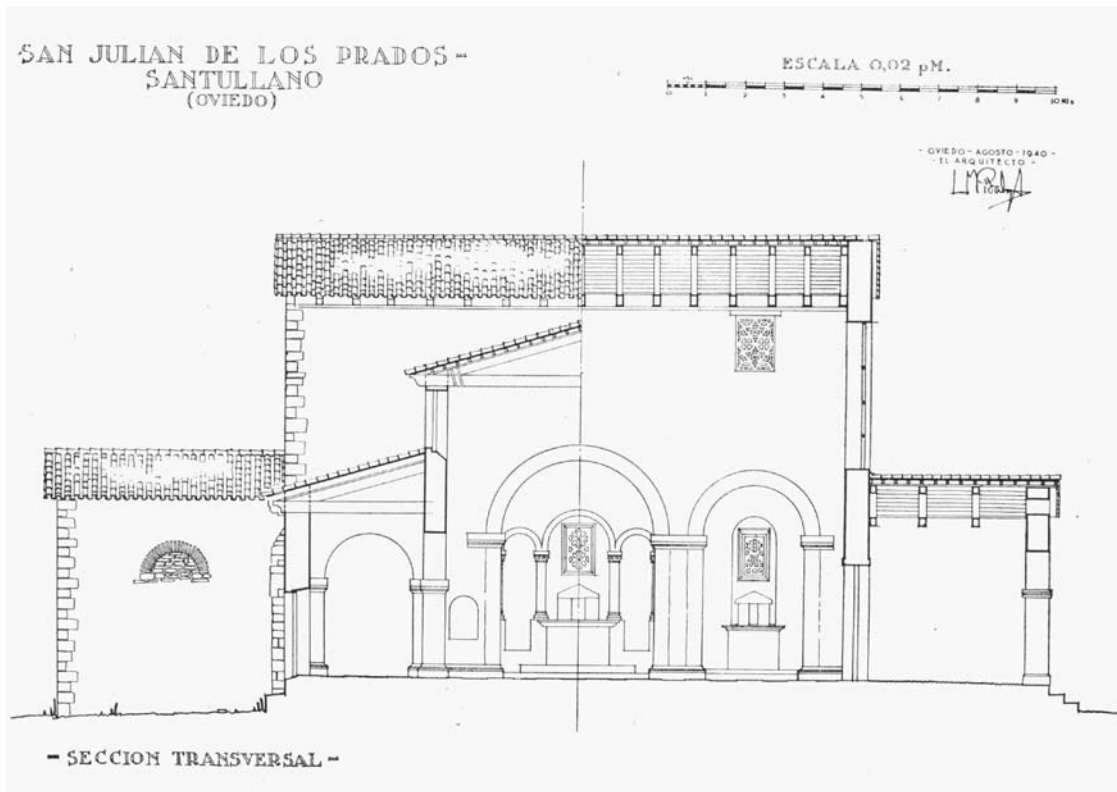 SAN JULIAN DE LOS PRADOS-
SANTULLANO
(OVIEDO)
ESCALA 0,02 pM.
0 1 2 3 4 5 6 7 8 9 10 Ms
- OVIEDO - AGOSTO - 1940 -
- EL ARQUITECTO -
- SECCION TRANSVERSAL -